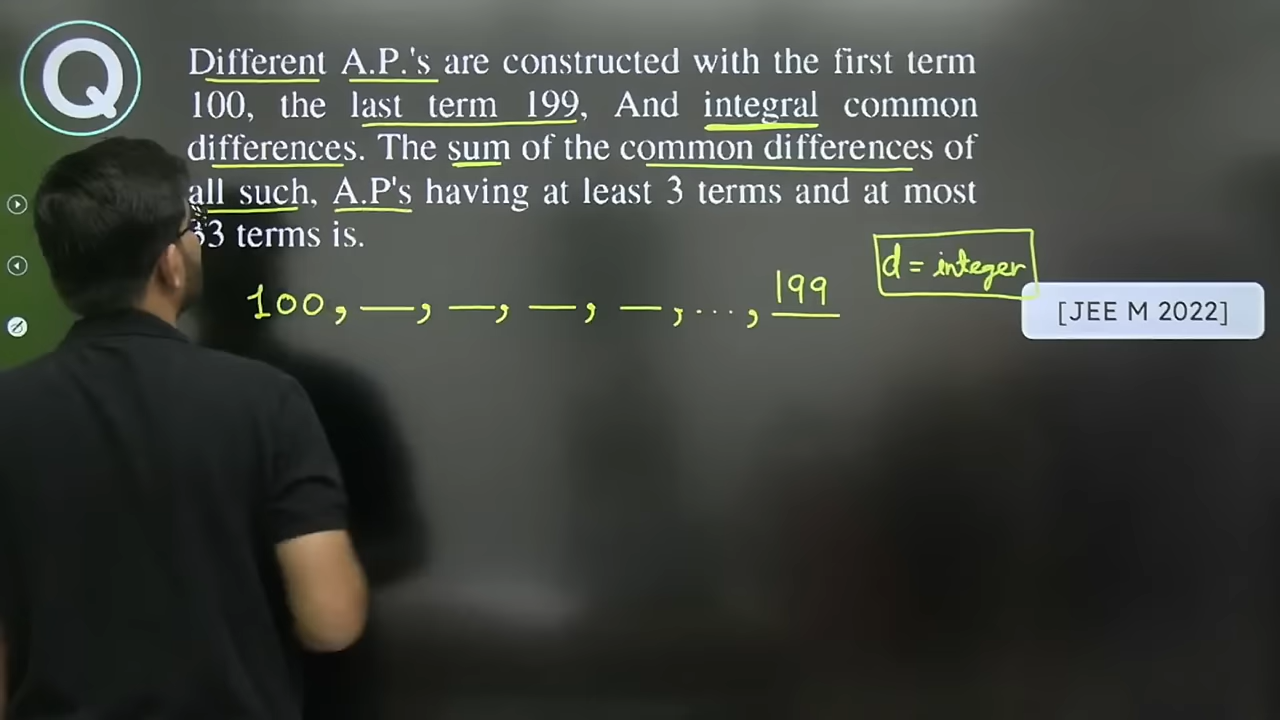 Q
Different A.P.'s are constructed with the first term
100, the last term 199, And integral common
differences. The sum of the common differences of
all such, A.P's having at least 3 terms and at most
33 terms is.
d = integer
100, —, —, —, —, ..., 199
[JEE M 2022]